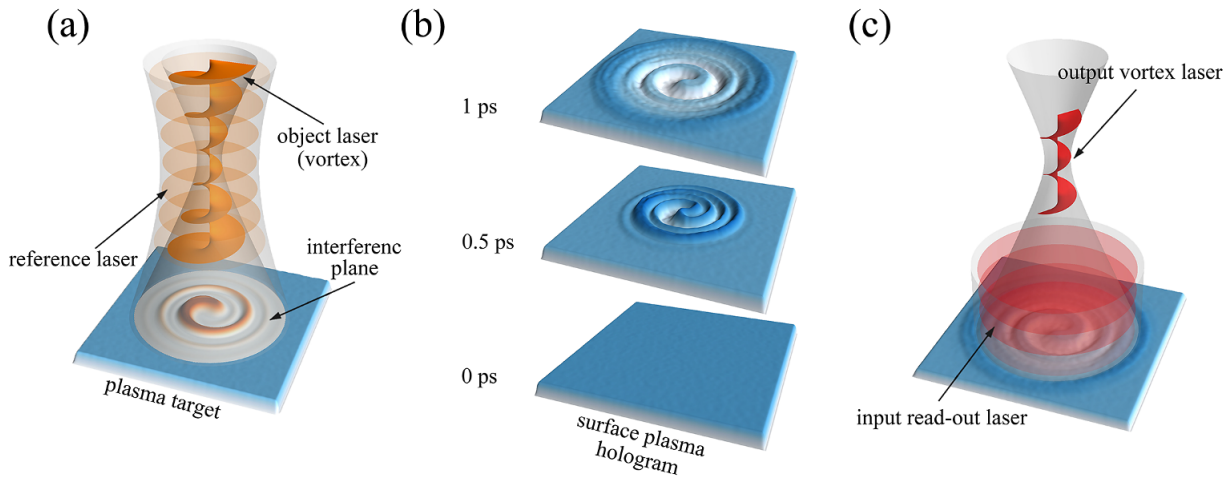 (a)
object laser
(vortex)
reference laser
interferenc
plane
plasma target
(b)
1 ps
0.5 ps
0 ps
surface plasma
hologram
(c)
output vortex laser
input read-out laser